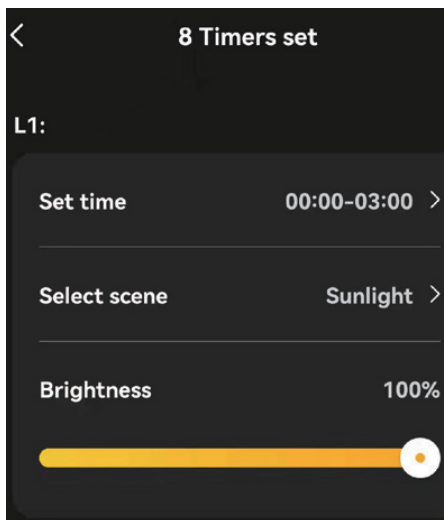 8 Timers set
L1:
Set time 00:00-03:00 >
Select scene Sunlight >
Brightness 100%